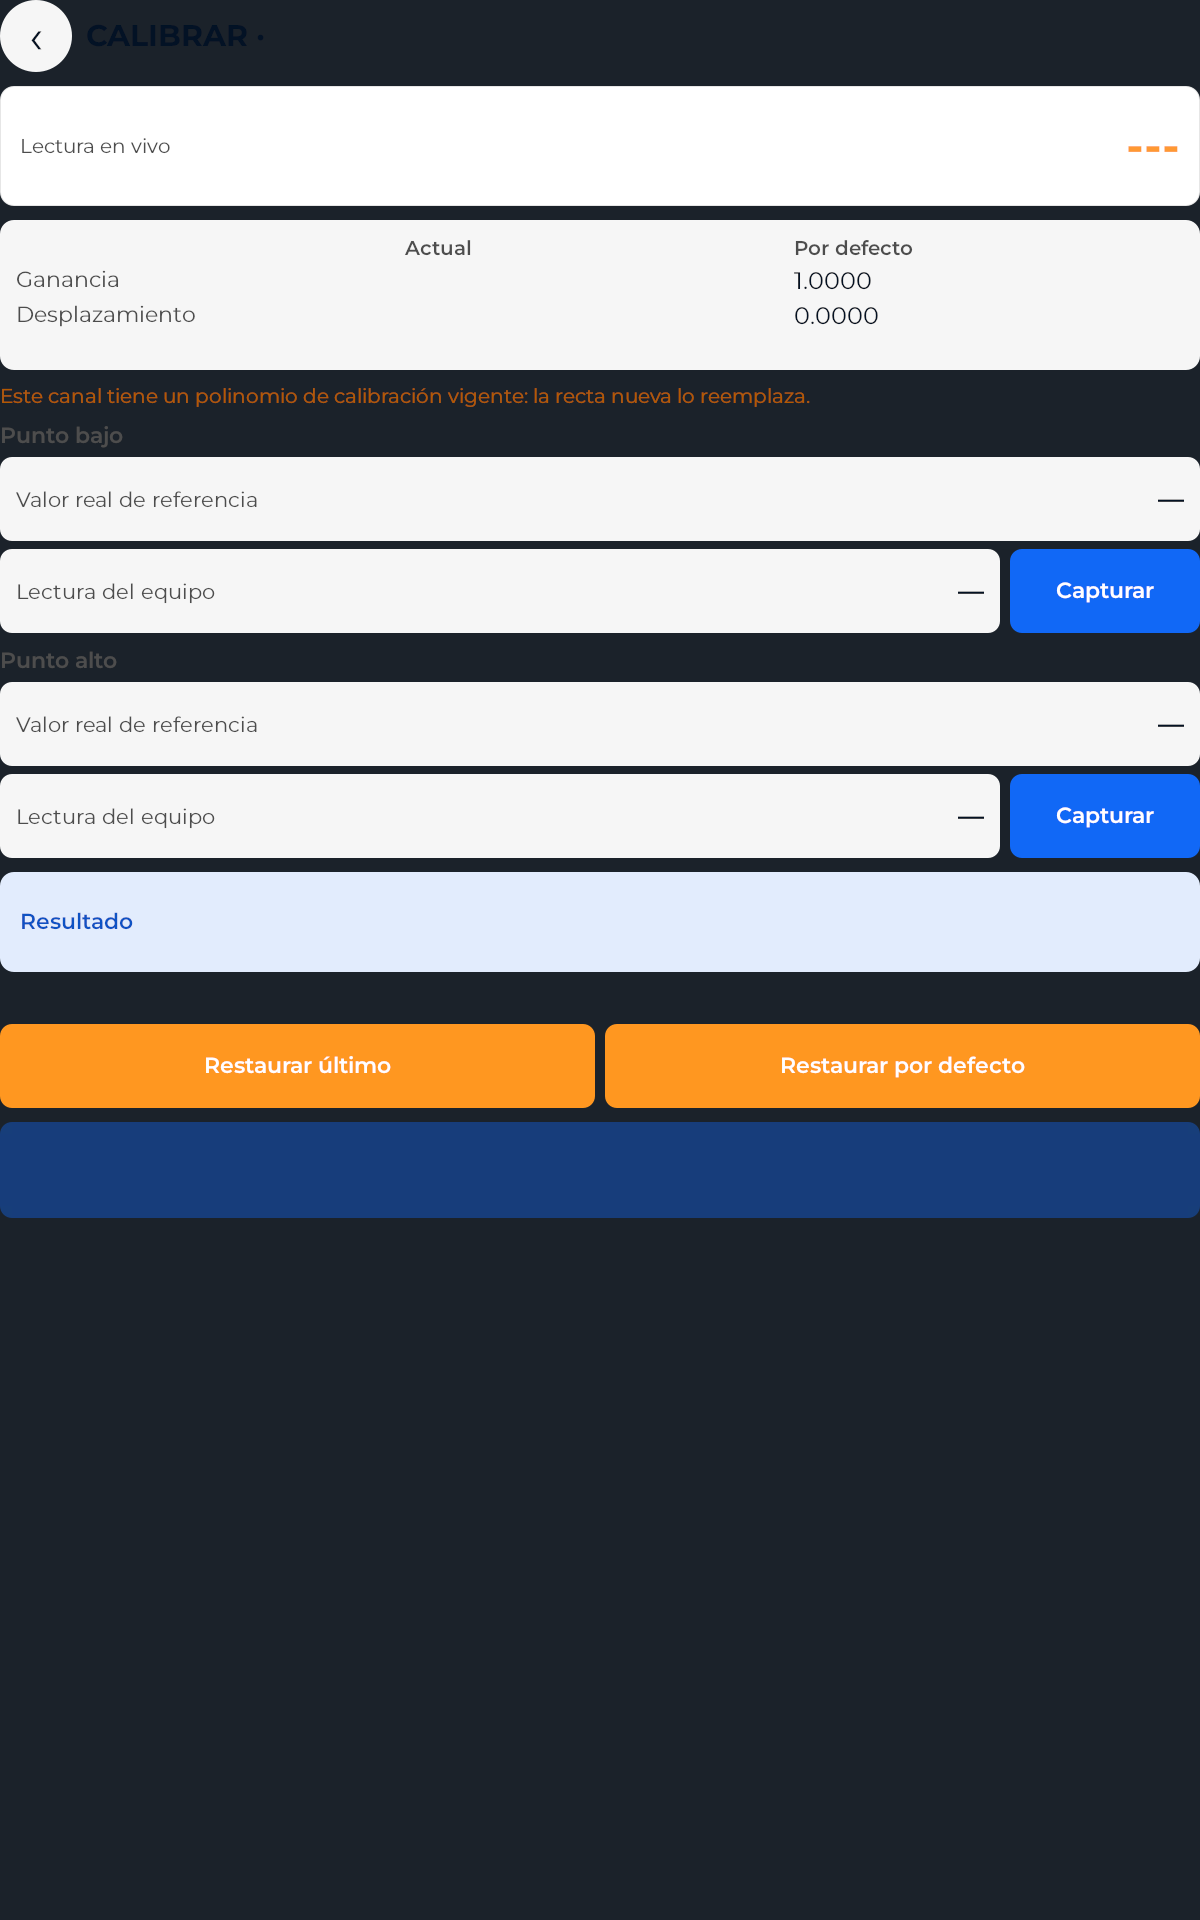 ‹ CALIBRAR ·
Lectura en vivo ---
Actual Por defecto
Ganancia 1.0000
Desplazamiento 0.0000
Este canal tiene un polinomio de calibración vigente: la recta nueva lo reemplaza.
Punto bajo
Valor real de referencia —
Lectura del equipo — Capturar
Punto alto
Valor real de referencia —
Lectura del equipo — Capturar
Resultado
Restaurar último Restaurar por defecto